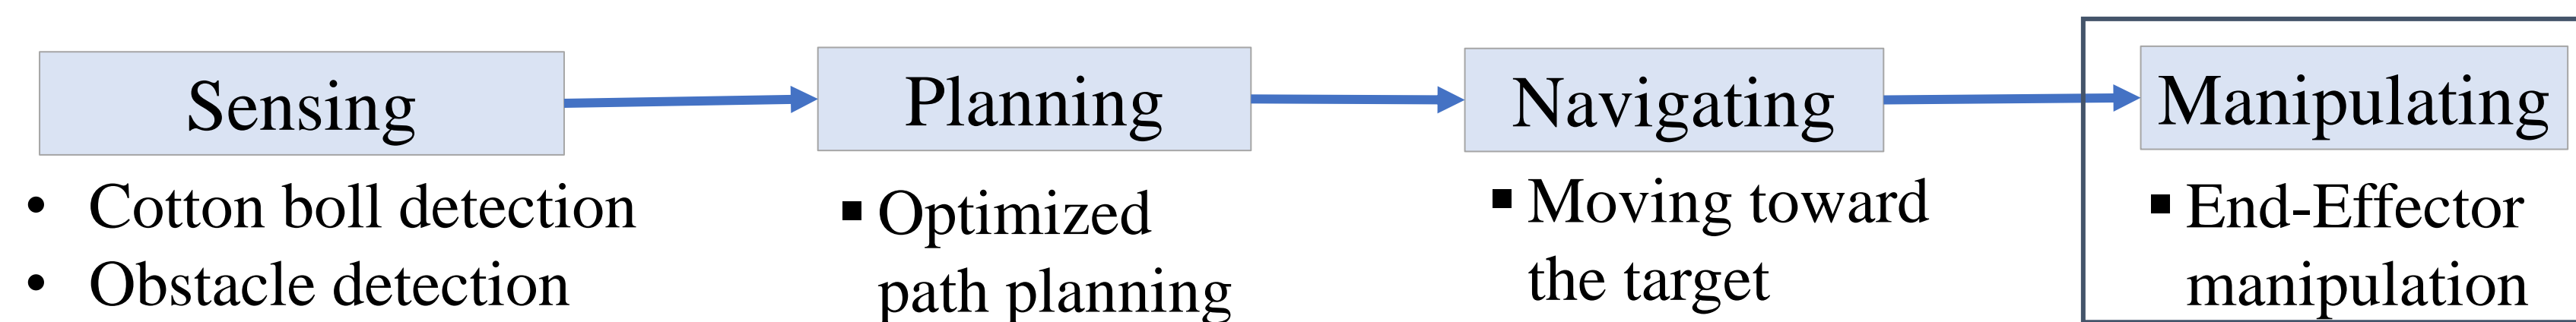 Sensing
• Cotton boll detection
• Obstacle detection
Planning
▪ Optimized
path planning
Navigating
▪ Moving toward
the target
Manipulating
▪ End-Effector
manipulation